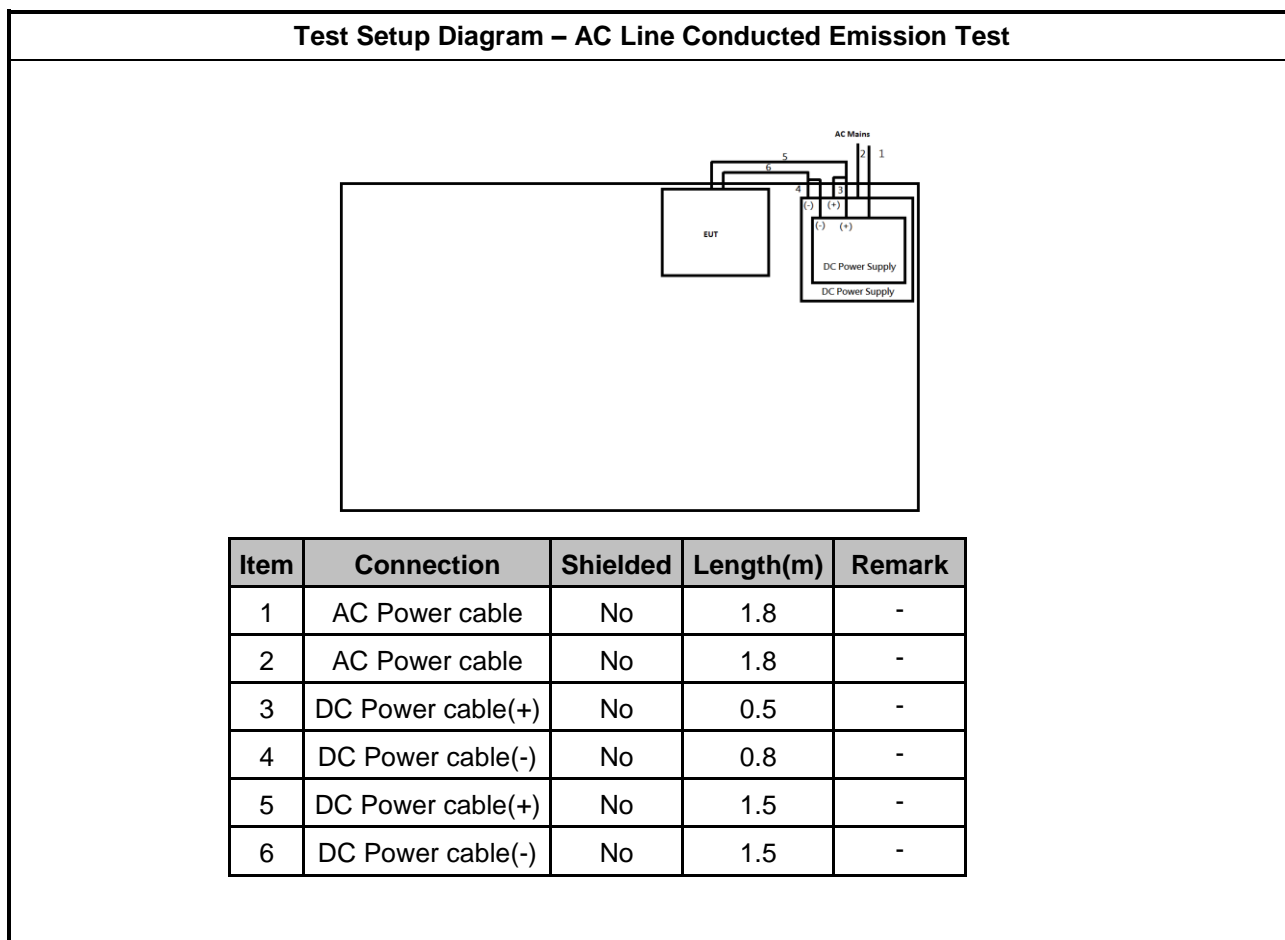 Test Setup Diagram – AC Line Conducted Emission Test
AC Mains
2 1
5
6
4 3
(-) (+)
(-) (+)
EUT
DC Power Supply
DC Power Supply
Item Connection Shielded Length(m) Remark
1 AC Power cable No 1.8 -
2 AC Power cable No 1.8 -
3 DC Power cable(+) No 0.5 -
4 DC Power cable(-) No 0.8 -
5 DC Power cable(+) No 1.5 -
6 DC Power cable(-) No 1.5 -